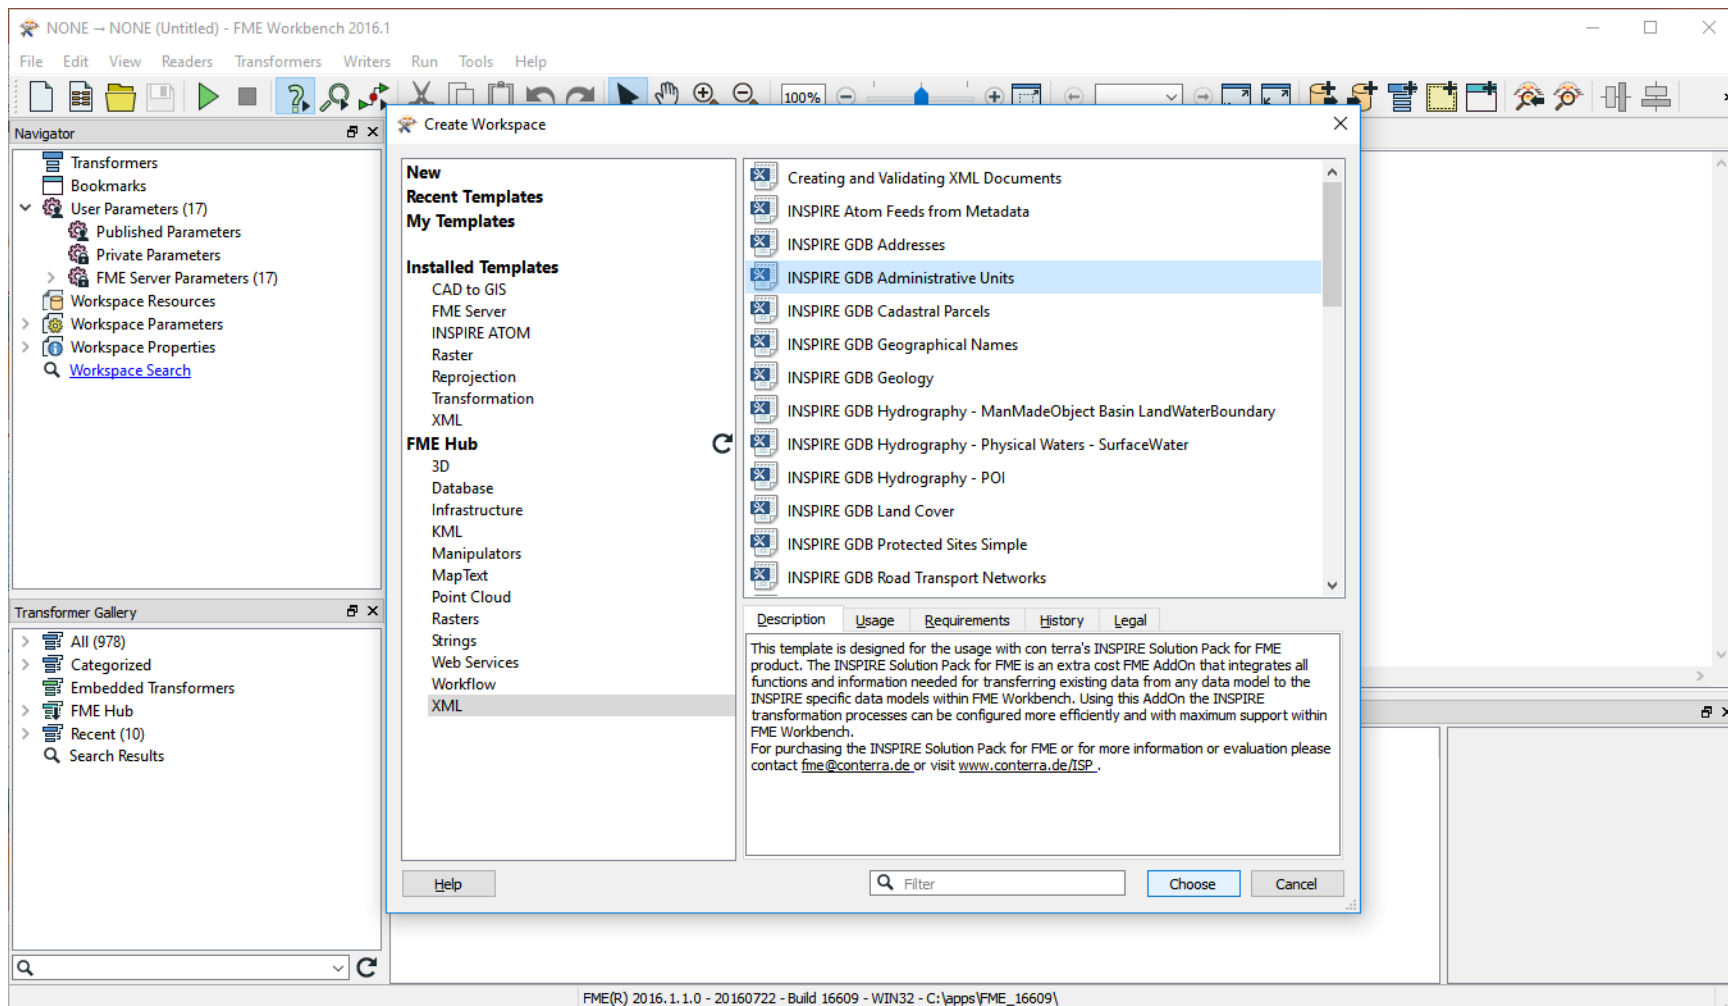 NONE → NONE (Untitled) - FME Workbench 2016.1
File Edit View Readers Transformers Writers Run Tools Help
100%
Navigator
Transformers
Bookmarks
User Parameters (17)
Published Parameters
Private Parameters
FME Server Parameters (17)
Workspace Resources
Workspace Parameters
Workspace Properties
Workspace Search
Transformer Gallery
All (978)
Categorized
Embedded Transformers
FME Hub
Recent (10)
Search Results
Create Workspace
New
Recent Templates
My Templates
Installed Templates
CAD to GIS
FME Server
INSPIRE ATOM
Raster
Reprojection
Transformation
XML
FME Hub
3D
Database
Infrastructure
KML
Manipulators
MapText
Point Cloud
Rasters
Strings
Web Services
Workflow
XML
Creating and Validating XML Documents
INSPIRE Atom Feeds from Metadata
INSPIRE GDB Addresses
INSPIRE GDB Administrative Units
INSPIRE GDB Cadastral Parcels
INSPIRE GDB Geographical Names
INSPIRE GDB Geology
INSPIRE GDB Hydrography - ManMadeObject Basin LandWaterBoundary
INSPIRE GDB Hydrography - Physical Waters - SurfaceWater
INSPIRE GDB Hydrography - POI
INSPIRE GDB Land Cover
INSPIRE GDB Protected Sites Simple
INSPIRE GDB Road Transport Networks
Description Usage Requirements History Legal
This template is designed for the usage with con terra's INSPIRE Solution Pack for FME
product. The INSPIRE Solution Pack for FME is an extra cost FME AddOn that integrates all
functions and information needed for transferring existing data from any data model to the
INSPIRE specific data models within FME Workbench. Using this AddOn the INSPIRE
transformation processes can be configured more efficiently and with maximum support within
FME Workbench.
For purchasing the INSPIRE Solution Pack for FME or for more information or evaluation please
contact fme@conterra.de or visit www.conterra.de/ISP .
Help Filter Choose Cancel
FME(R) 2016.1.1.0 - 20160722 - Build 16609 - WIN32 - C:\apps\FME_16609\